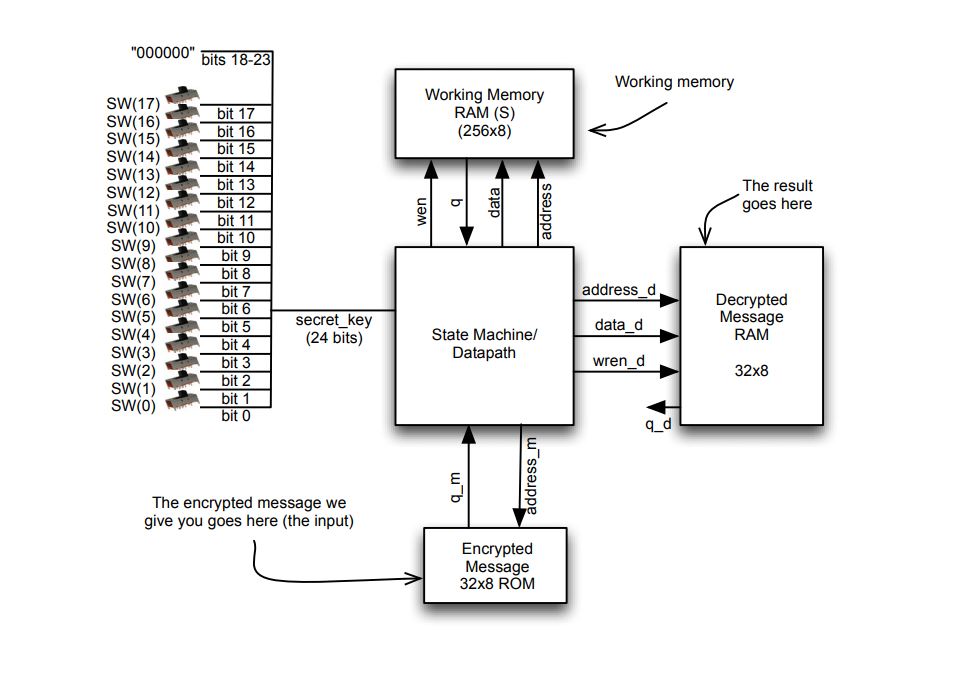 "000000"
bits 18-23
SW(17)
bit 17
SW(16)
bit 16
SW(15)
bit 15
SW(14)
bit 14
SW(13)
bit 13
SW(12)
bit 12
SW(11)
bit 11
SW(10)
bit 10
SW(9)
bit 9
SW(8)
bit 8
SW(7)
bit 7
SW(6)
bit 6
SW(5)
bit 5
SW(4)
bit 4
SW(3)
bit 3
SW(2)
bit 2
SW(1)
bit 1
SW(0)
bit 0
secret_key
(24 bits)
Working Memory
RAM (S)
(256x8)
Working memory
wen
q
data
address
The result
goes here
State Machine/
Datapath
address_d
data_d
wren_d
Decrypted
Message
RAM
32x8
q_d
q_m
address_m
The encrypted message we
give you goes here (the input)
Encrypted
Message
32x8 ROM